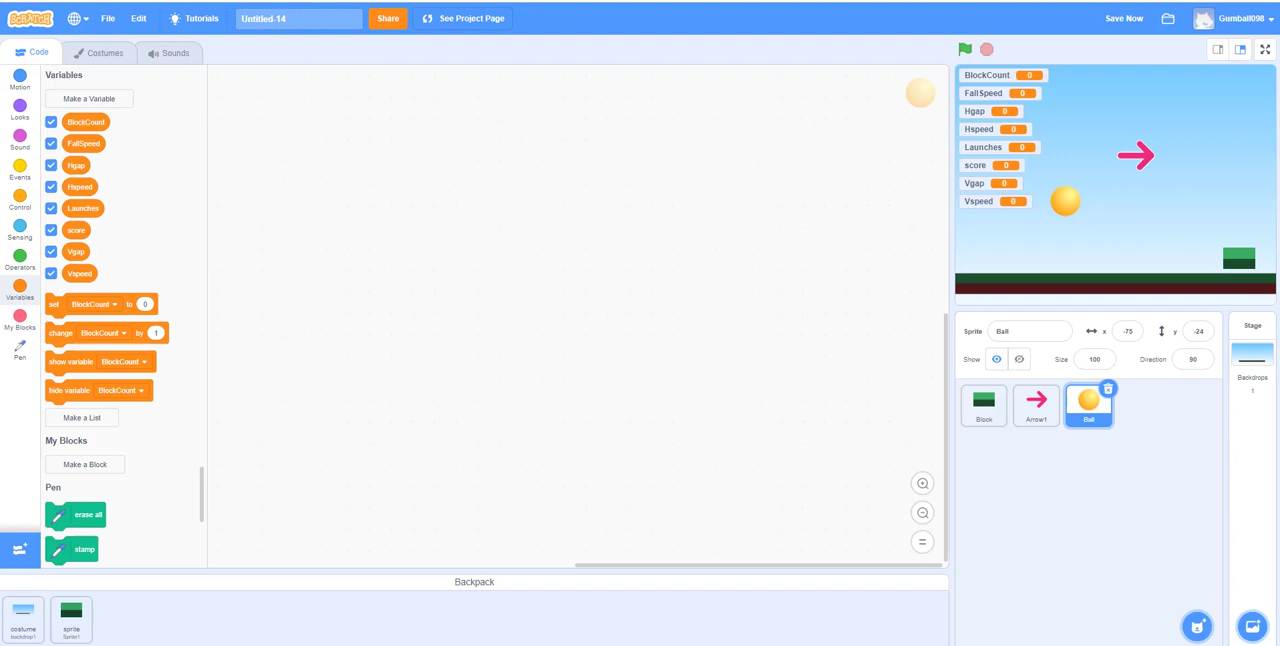 SCRATCH File Edit Tutorials Untitled-14 Share See Project Page Save Now Gumball098
Code Costumes Sounds
Motion
Looks
Sound
Events
Control
Sensing
Operators
Variables
My Blocks
Pen
Variables
Make a Variable
BlockCount
FallSpeed
Hgap
Hspeed
Launches
score
Vgap
Vspeed
set BlockCount to 0
change BlockCount by 1
show variable BlockCount
hide variable BlockCount
Make a List
My Blocks
Make a Block
Pen
erase all
stamp
BlockCount 0
FallSpeed 0
Hgap 0
Hspeed 0
Launches 0
score 0
Vgap 0
Vspeed 0
Sprite Ball x -75 y -24
Show Size 100 Direction 90
Block Arrow1 Ball
Stage
Backdrops
1
Backpack
costume
backdrop1
sprite
Sprite1